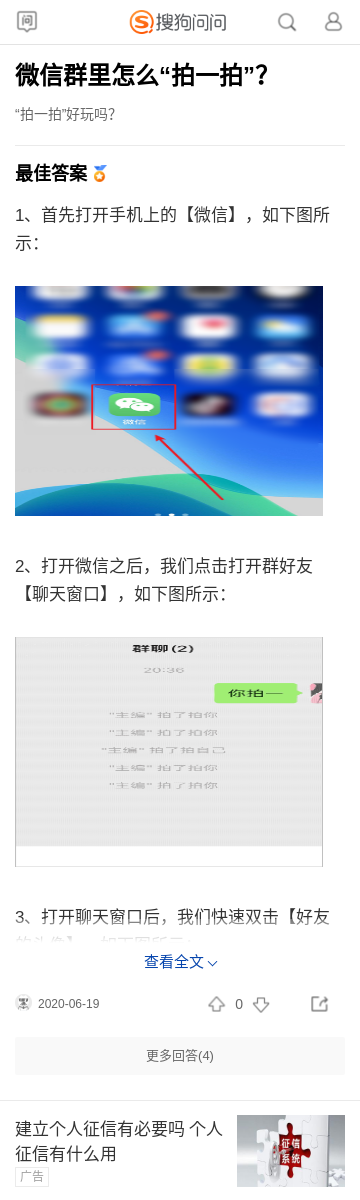 搜狗问问
微信群里怎么“拍一拍”？
“拍一拍”好玩吗？
最佳答案
1、首先打开手机上的【微信】，如下图所
示：
微信
2、打开微信之后，我们点击打开群好友
【聊天窗口】，如下图所示：
群聊(2)
20:36
你拍一
"主编" 拍了拍你
"主编" 拍了拍你
"主编" 拍了拍自己
"主编" 拍了拍你
"主编" 拍了拍你
3、打开聊天窗口后，我们快速双击【好友
的头像】，如下图所示：
查看全文
2020-06-19
0
更多回答(4)
建立个人征信有必要吗 个人
征信有什么用
广告
征信
系统